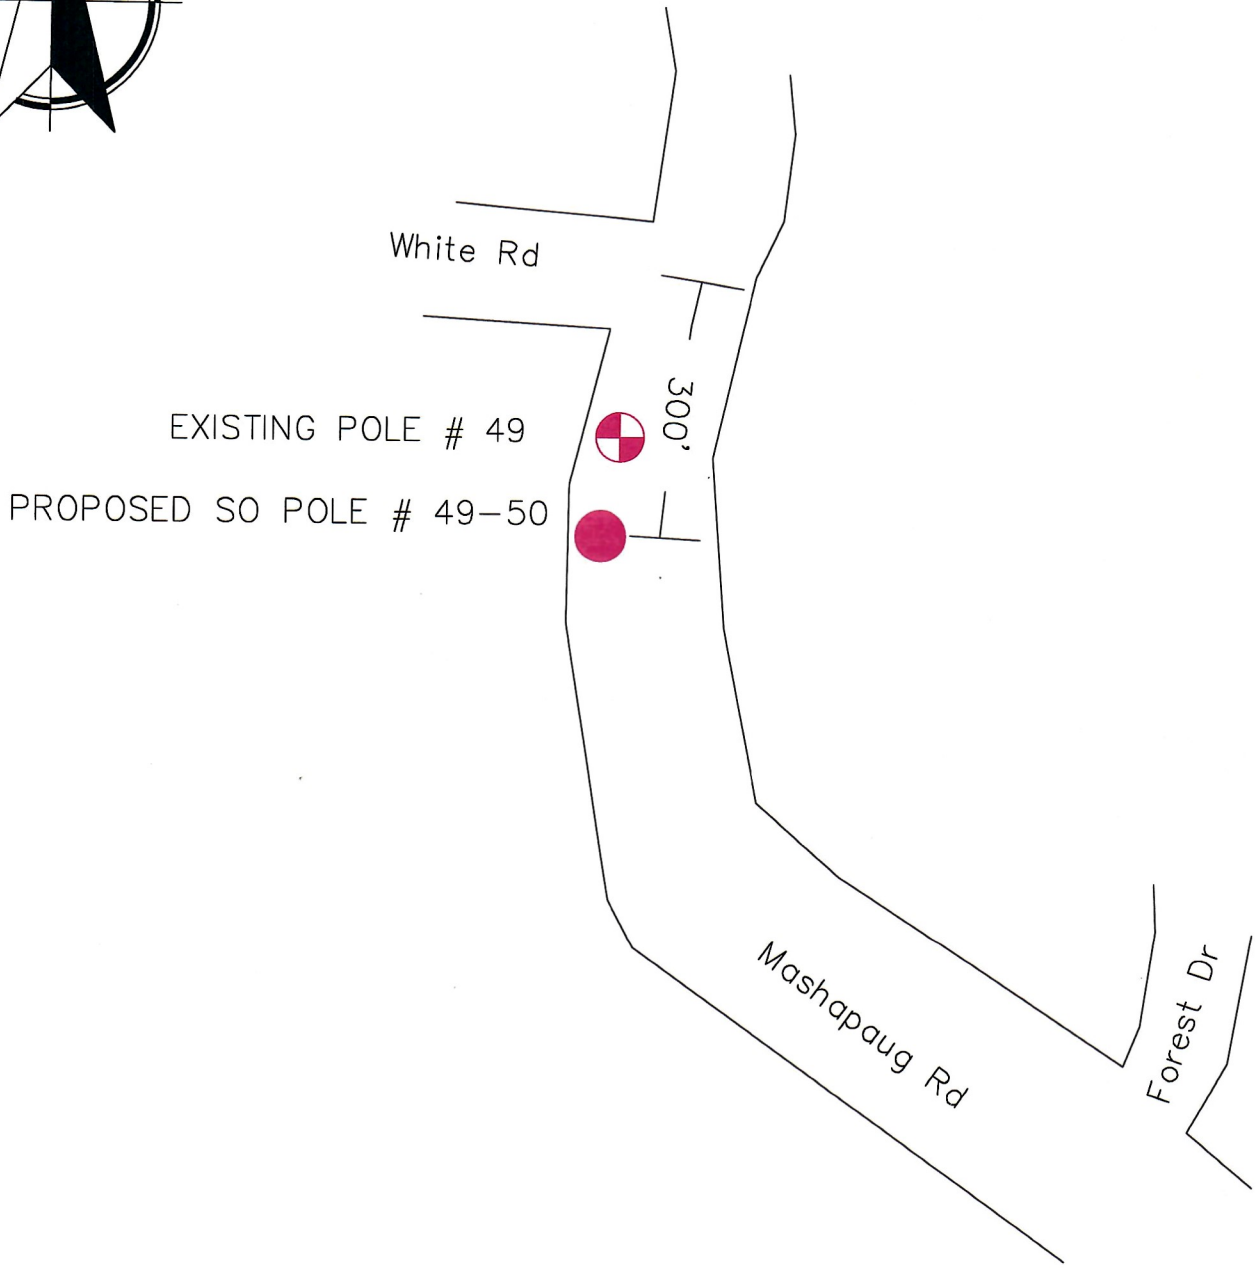 White Rd
300'
EXISTING POLE # 49
PROPOSED SO POLE # 49-50
Mashapaug Rd
Forest Dr